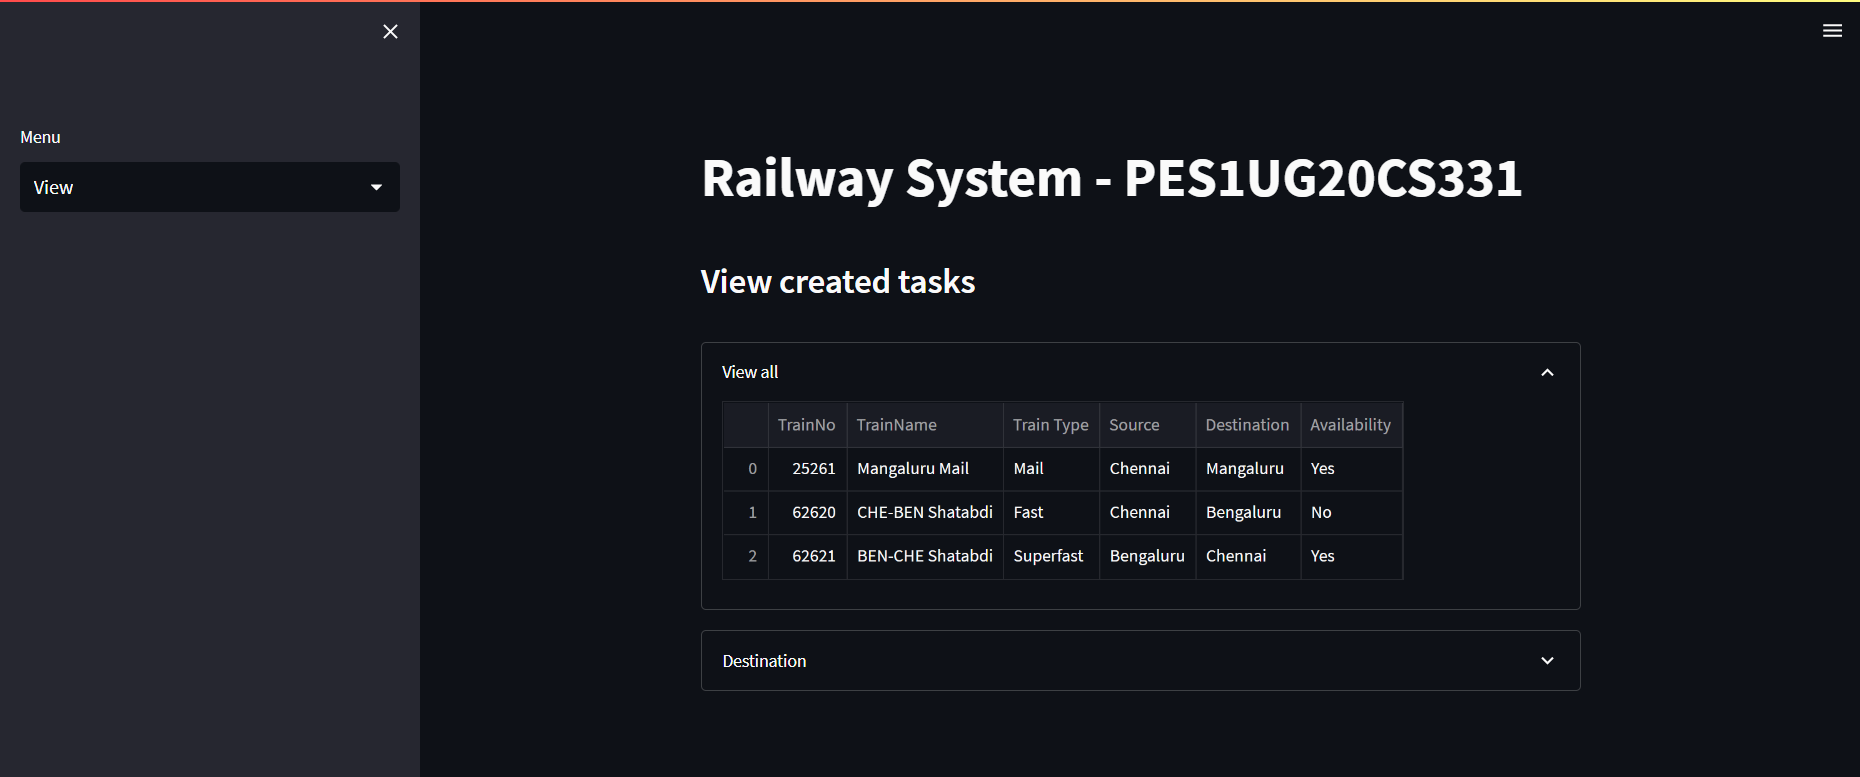 Menu
View
Railway System - PES1UG20CS331
View created tasks
View all
TrainNo TrainName Train Type Source Destination Availability
0 25261 Mangaluru Mail Mail Chennai Mangaluru Yes
1 62620 CHE-BEN Shatabdi Fast Chennai Bengaluru No
2 62621 BEN-CHE Shatabdi Superfast Bengaluru Chennai Yes
Destination